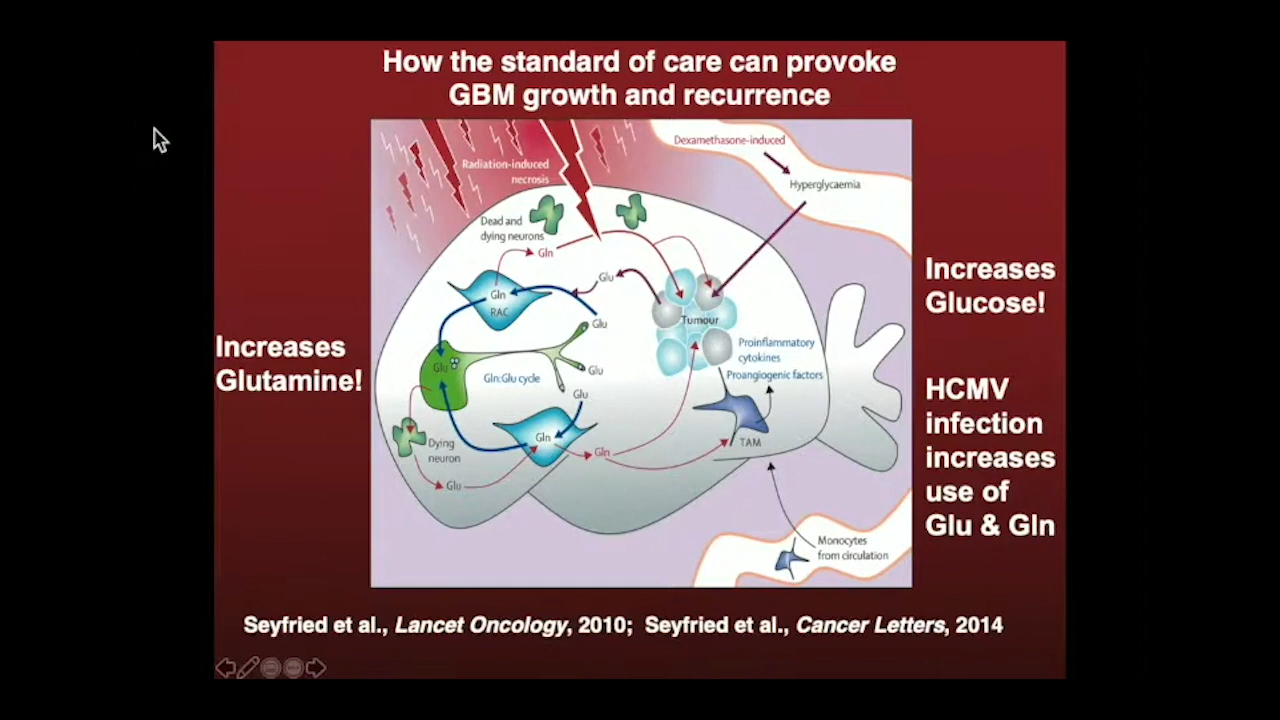 How the standard of care can provoke
GBM growth and recurrence
Radiation-induced
necrosis
Dexamethasone-induced
Hyperglycaemia
Dead and
dying neurons
Gln
Glu
Gln
RAC
Glu
Tumour
Increases
Glucose!
Increases
Glutamine!
Proinflammatory
cytokines
Proangiogenic factors
Glu
Gln:Glu cycle
Glu
Glu
HCMV
infection
increases
use of
Glu & Gln
Gln
Gln
Dying
neuron
TAM
Glu
Monocytes
from circulation
Seyfried et al., Lancet Oncology, 2010; Seyfried et al., Cancer Letters, 2014